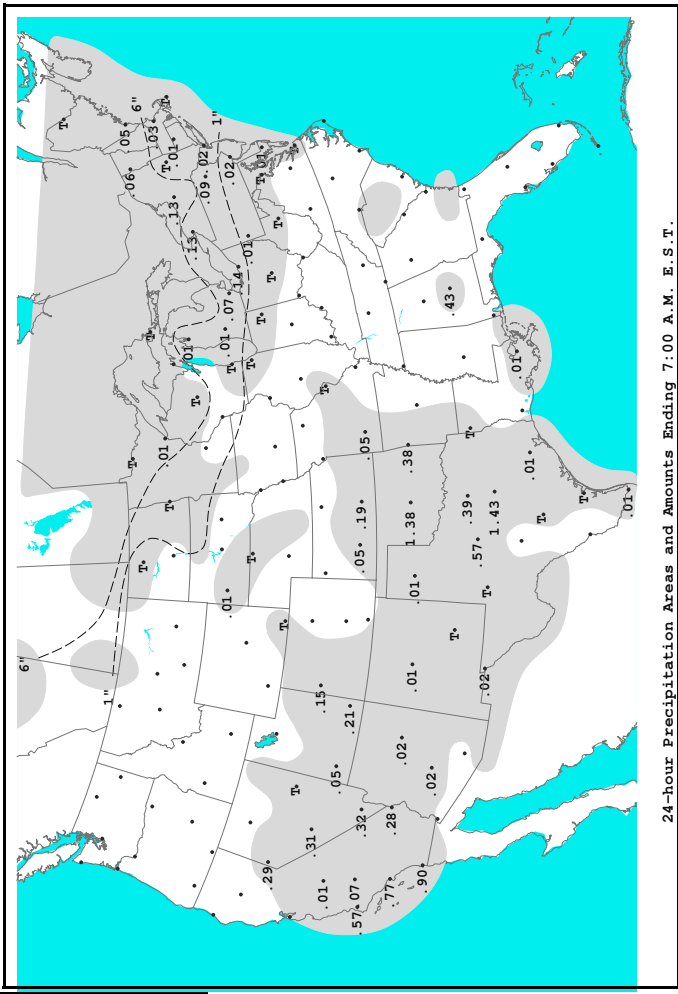 6"
T
1"
.05
.06
T
6"
T
T
.03
T
.01
T
T
.01
.13
T
.01
.13
T
.02
.09
1"
.01
.07
.02
.01
T
.14
.01
T
T
.01
T
T
.29
T
T
T
T
T
.31
.15
.01
T
.05
.21
.07
.57
.05
.19
.32
.05
.77
.28
.02
1.38
.38
.01
.01
.90
.02
.43
T
.39
T
.57
.02
T
1.43
.01
.01
T
T
.01
24-hour Precipitation Areas and Amounts Ending 7:00 A.M. E.S.T.